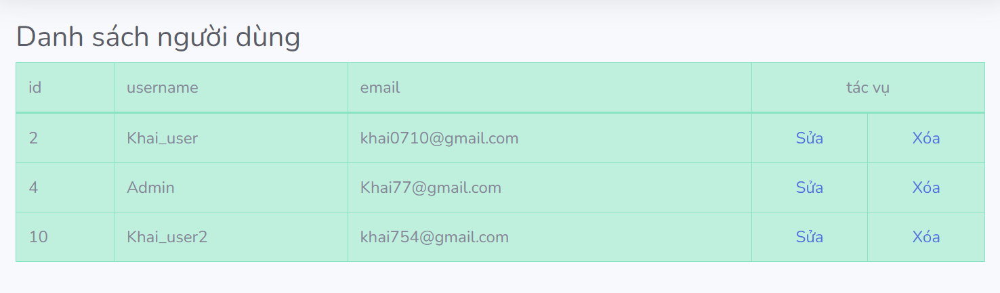 Danh sách người dùng
id username email tác vụ
2 Khai_user khai0710@gmail.com Sửa Xóa
4 Admin Khai77@gmail.com Sửa Xóa
10 Khai_user2 khai754@gmail.com Sửa Xóa